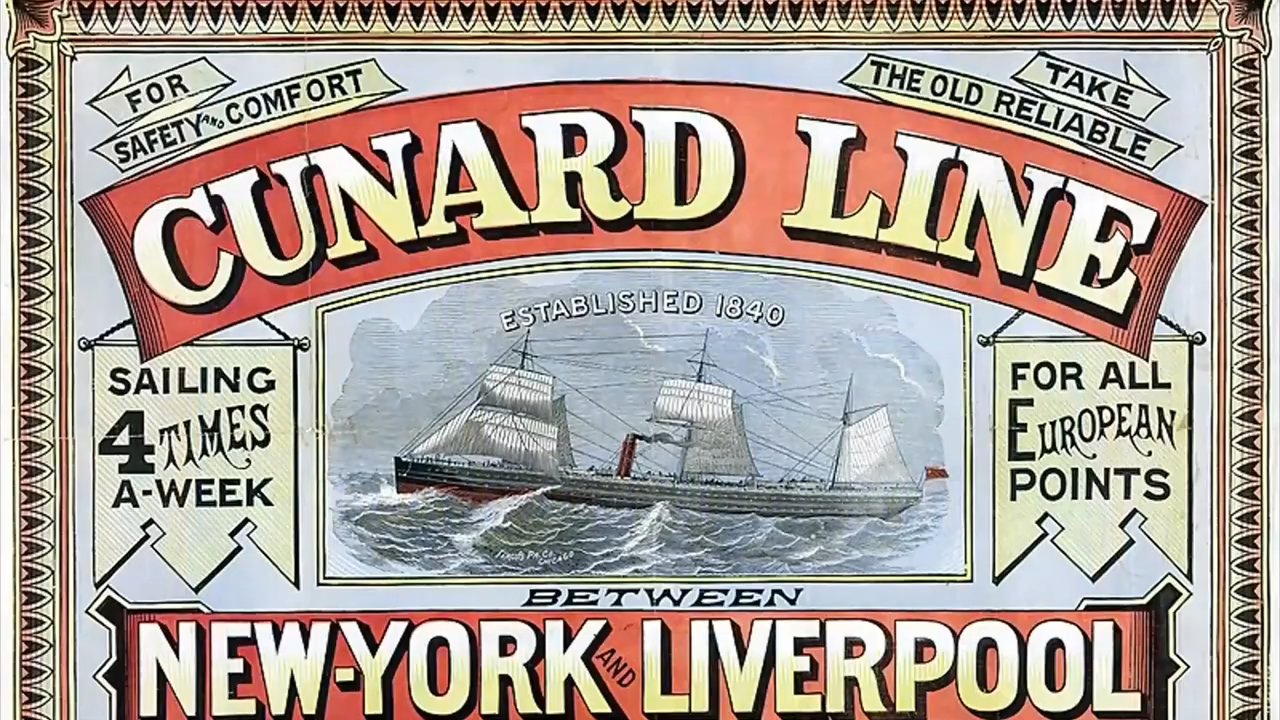 FOR
SAFETY AND COMFORT
TAKE
THE OLD RELIABLE
CUNARD LINE
ESTABLISHED 1840
SAILING
4 TIMES
A-WEEK
FOR ALL
EUROPEAN
POINTS
BETWEEN
NEW-YORK AND LIVERPOOL